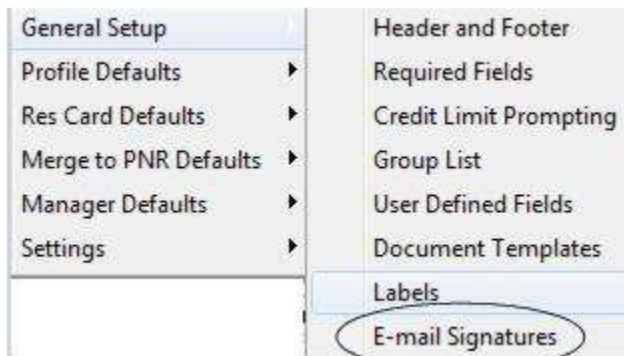 General Setup
Profile Defaults
Res Card Defaults
Merge to PNR Defaults
Manager Defaults
Settings
Header and Footer
Required Fields
Credit Limit Prompting
Group List
User Defined Fields
Document Templates
Labels
E-mail Signatures